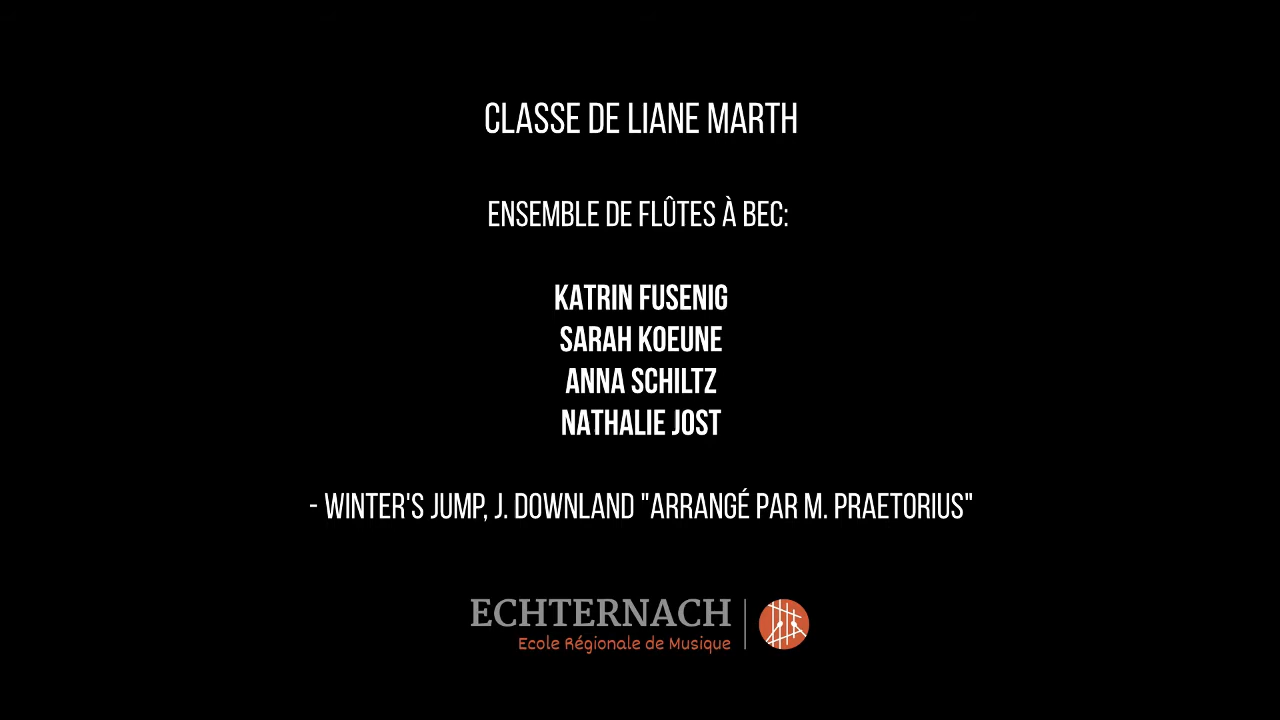 CLASSE DE LIANE MARTH
ENSEMBLE DE FLÛTES À BEC:
KATRIN FUSENIG
SARAH KOEUNE
ANNA SCHILTZ
NATHALIE JOST
- WINTER'S JUMP, J. DOWNLAND "ARRANGÉ PAR M. PRAETORIUS"
ECHTERNACH
Ecole Régionale de Musique